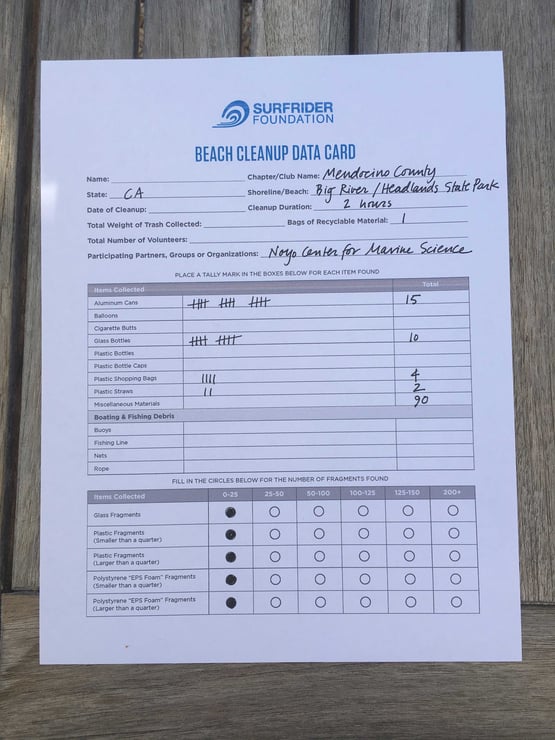 SURFRIDER
FOUNDATION
BEACH CLEANUP DATA CARD
Name: Chapter/Club Name: Mendocino County
State: CA Shoreline/Beach: Big River / Headlands State Park
Date of Cleanup: Cleanup Duration: 2 hours
Total Weight of Trash Collected: Bags of Recyclable Material: 1
Total Number of Volunteers:
Participating Partners, Groups or Organizations: Noyo Center for Marine Science
PLACE A TALLY MARK IN THE BOXES BELOW FOR EACH ITEM FOUND
Items Collected Total
Aluminum Cans 15
Balloons
Cigarette Butts
Glass Bottles 10
Plastic Bottles
Plastic Bottle Caps
Plastic Shopping Bags |||| 4
Plastic Straws || 2
Miscellaneous Materials 90
Boating & Fishing Debris
Buoys
Fishing Line
Nets
Rope
FILL IN THE CIRCLES BELOW FOR THE NUMBER OF FRAGMENTS FOUND
Items Collected 0-25 25-50 50-100 100-125 125-150 200+
Glass Fragments
Plastic Fragments
(Smaller than a quarter)
Plastic Fragments
(Larger than a quarter)
Polystyrene "EPS Foam" Fragments
(Smaller than a quarter)
Polystyrene "EPS Foam" Fragments
(Larger than a quarter)